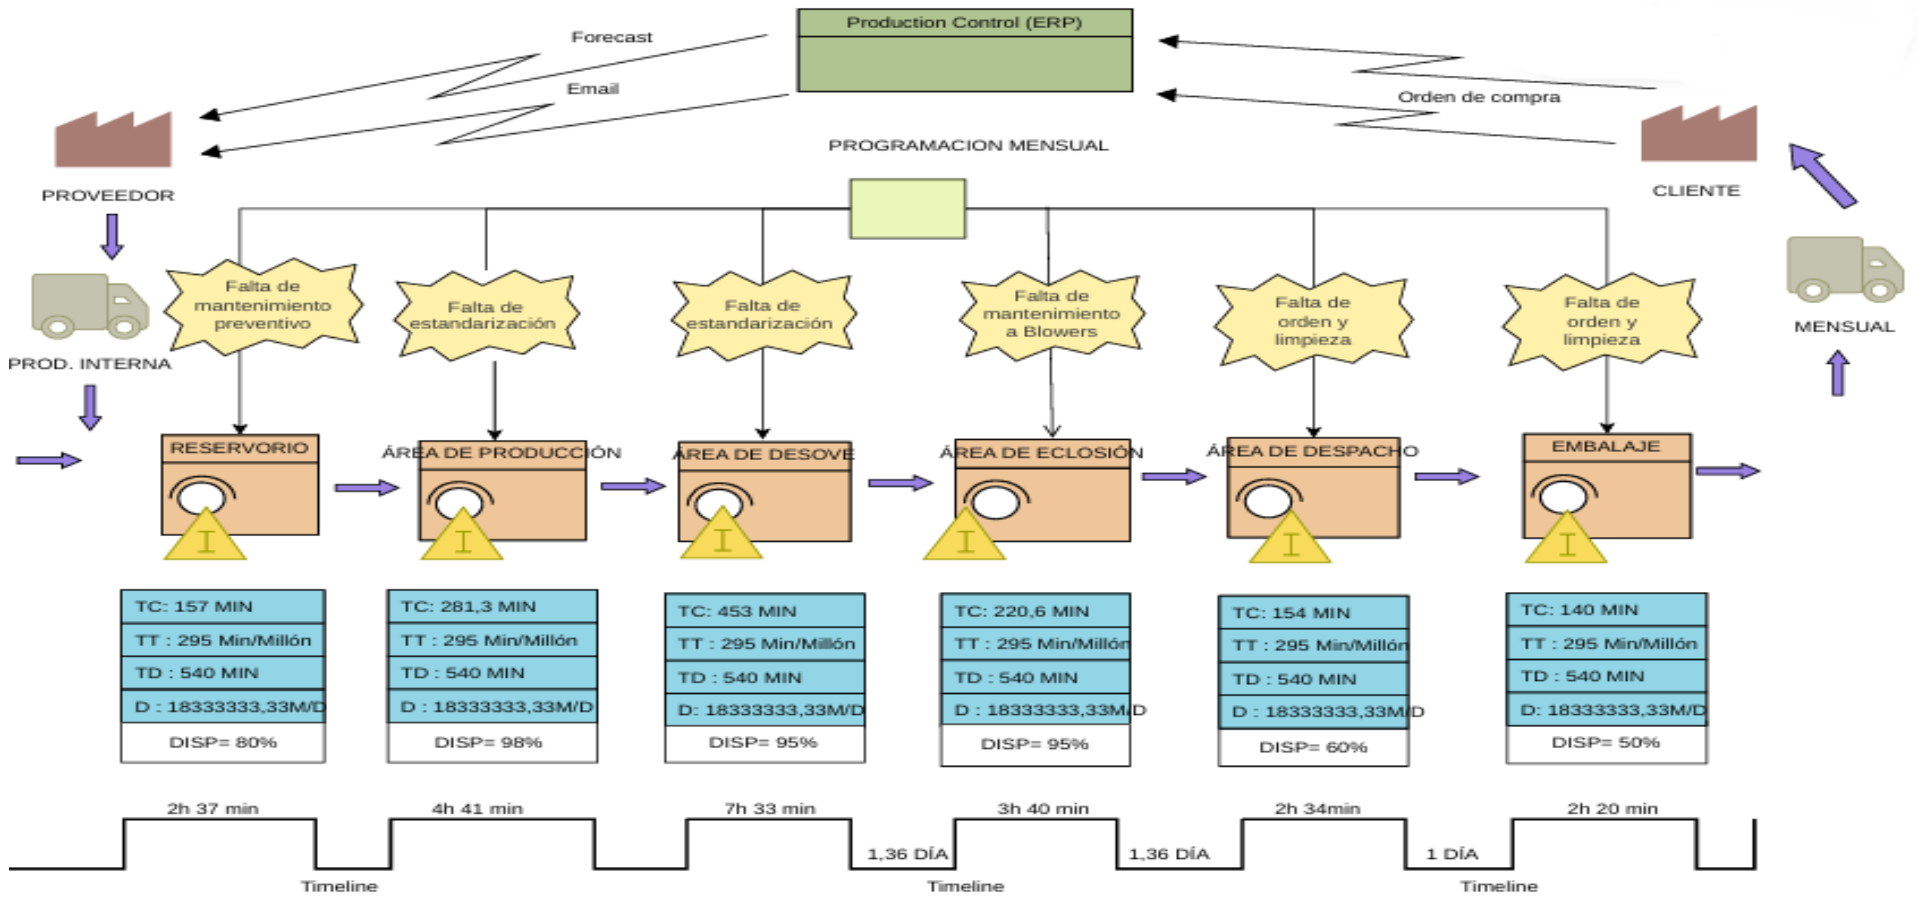 Production Control (ERP)
Forecast
Email
Orden de compra
PROGRAMACION MENSUAL
PROVEEDOR
CLIENTE
Falta de
mantenimiento
preventivo
Falta de
estandarización
Falta de
estandarización
Falta de
mantenimiento
a Blowers
Falta de
orden y
limpieza
Falta de
orden y
limpieza
MENSUAL
PROD. INTERNA
RESERVORIO
ÁREA DE PRODUCCIÓN
ÁREA DE DESOVE
ÁREA DE ECLOSIÓN
ÁREA DE DESPACHO
EMBALAJE
I
I
I
I
I
I
TC: 157 MIN
TT : 295 Min/Millón
TD : 540 MIN
D : 18333333,33M/D
DISP= 80%
TC: 281,3 MIN
TT : 295 Min/Millón
TD : 540 MIN
D : 18333333,33M/D
DISP= 98%
TC: 453 MIN
TT : 295 Min/Millón
TD : 540 MIN
D: 18333333,33M/D
DISP= 95%
TC: 220,6 MIN
TT : 295 Min/Millón
TD : 540 MIN
D : 18333333,33M/D
DISP= 95%
TC: 154 MIN
TT : 295 Min/Millón
TD : 540 MIN
D : 18333333,33M/D
DISP= 60%
TC: 140 MIN
TT : 295 Min/Millón
TD : 540 MIN
D : 18333333,33M/D
DISP= 50%
2h 37 min
4h 41 min
7h 33 min
3h 40 min
2h 34min
2h 20 min
1,36 DÍA
1,36 DÍA
1 DÍA
Timeline
Timeline
Timeline